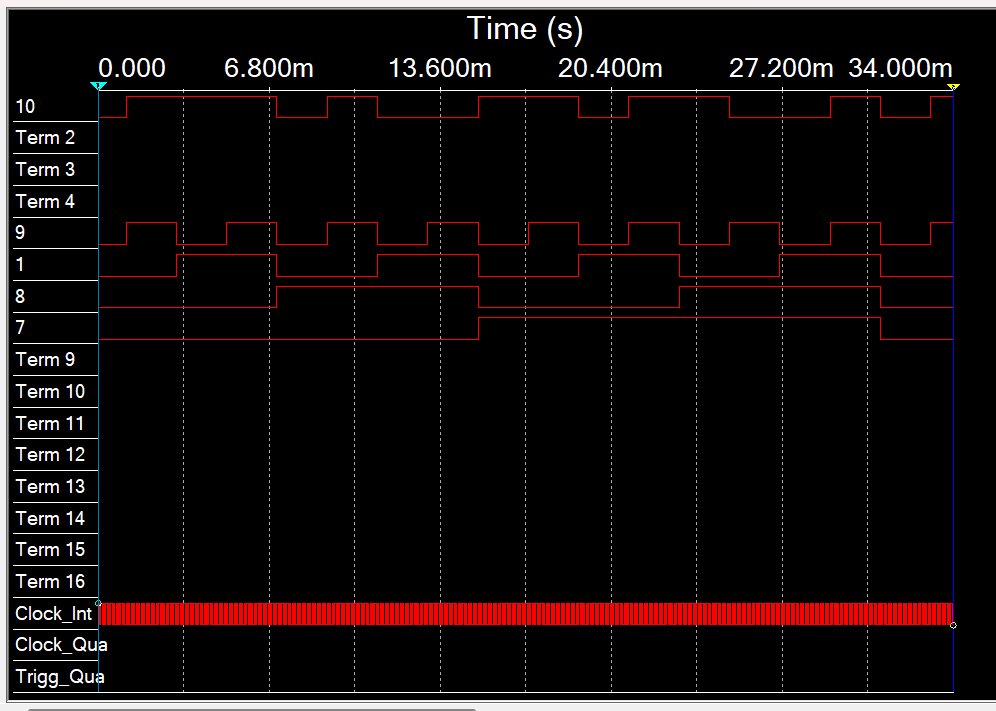 Time (s)
0.000 6.800m 13.600m 20.400m 27.200m 34.000m
10
Term 2
Term 3
Term 4
9
1
8
7
Term 9
Term 10
Term 11
Term 12
Term 13
Term 14
Term 15
Term 16
Clock_Int
Clock_Qua
Trigg_Qua